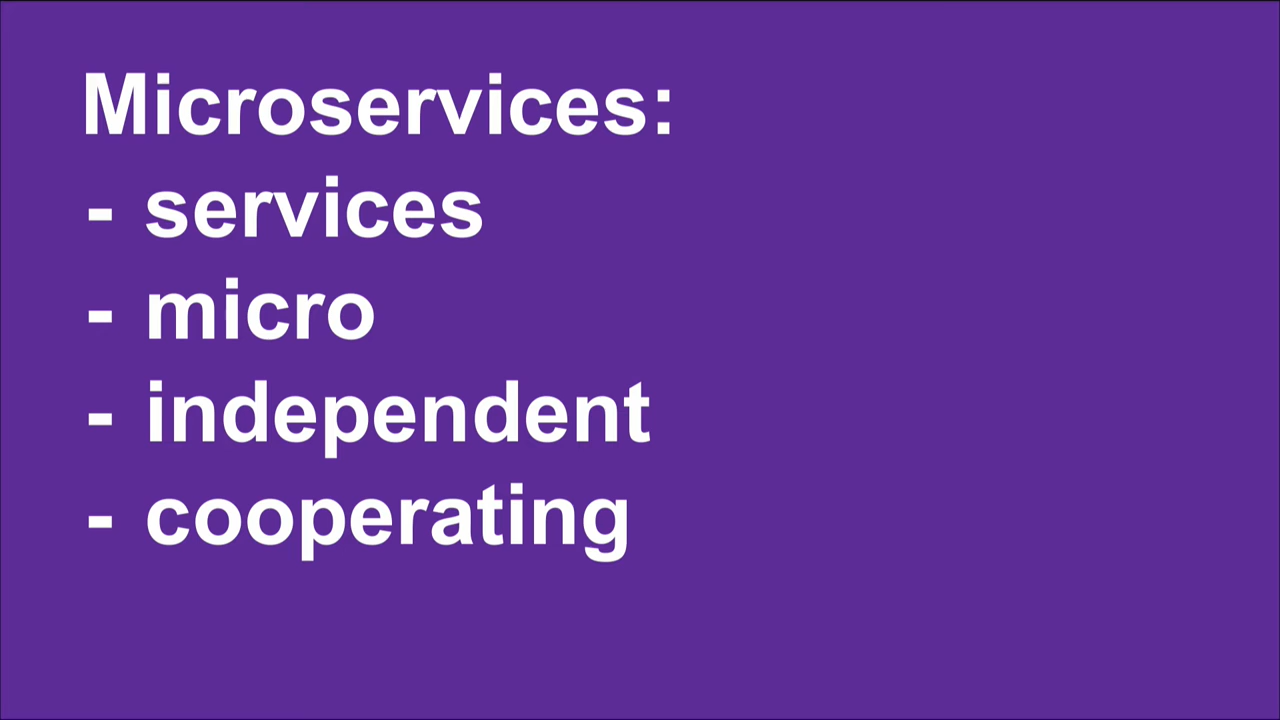 Microservices:
- services
- micro
- independent
- cooperating